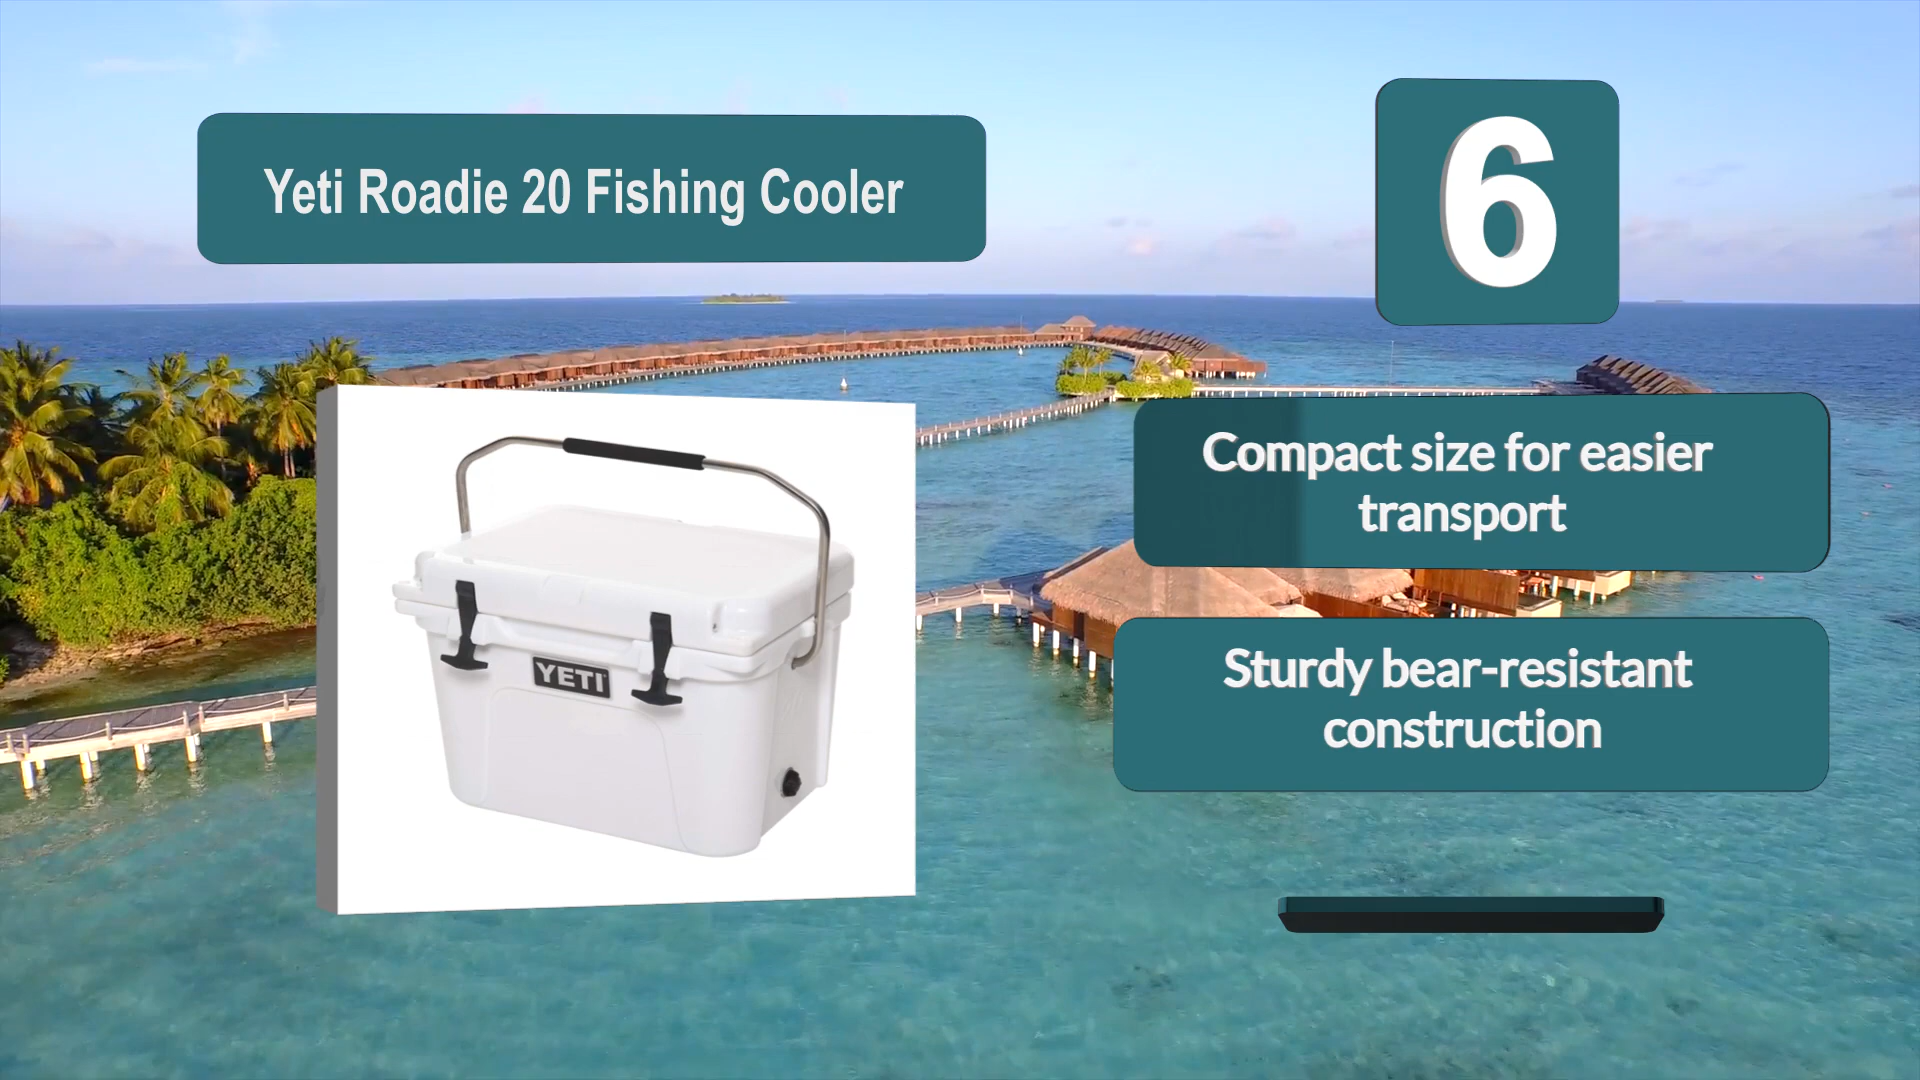 Yeti Roadie 20 Fishing Cooler
6
Compact size for easier
transport
Sturdy bear-resistant
construction
YETI